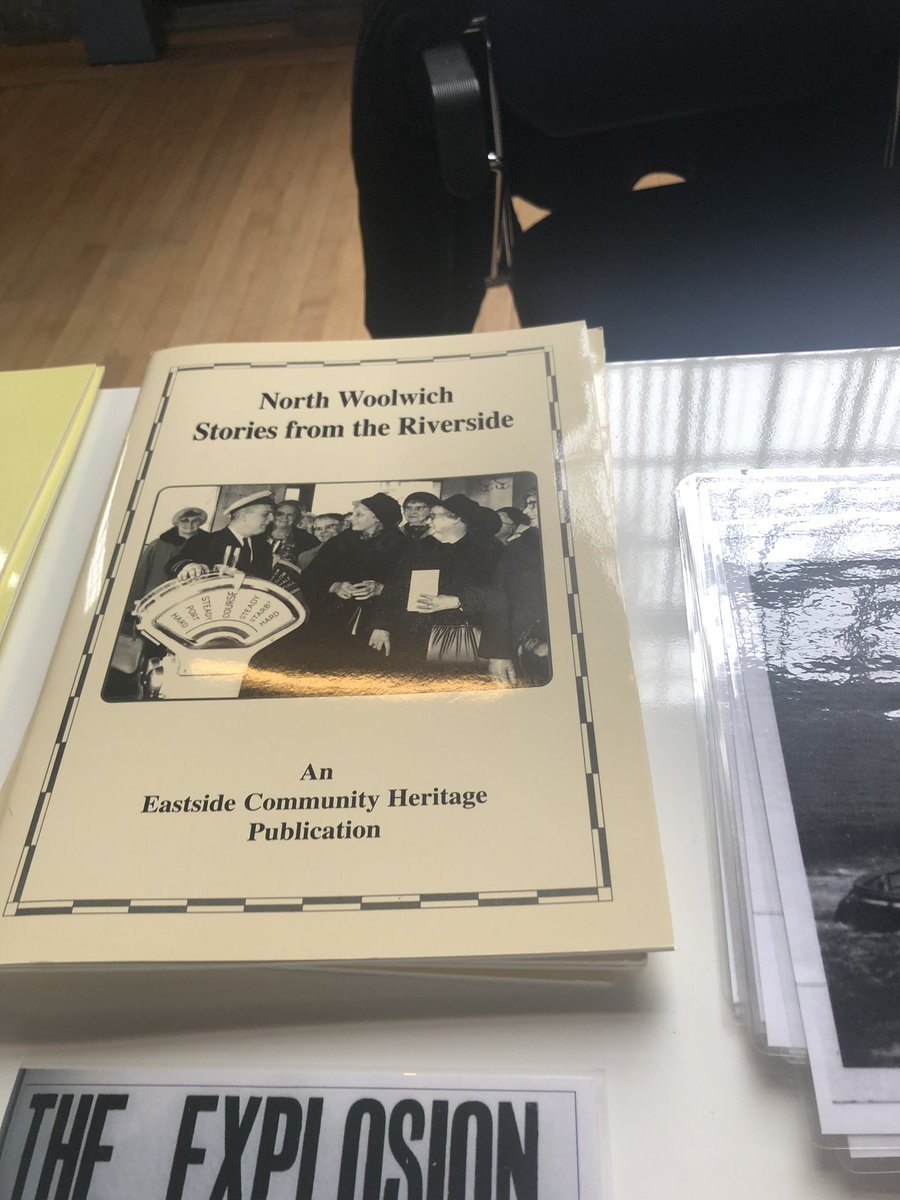 North Woolwich
Stories from the Riverside
HARD PORT STEADY COURSE STEADY STARB HARD
An
Eastside Community Heritage
Publication
THE EXPLOSION